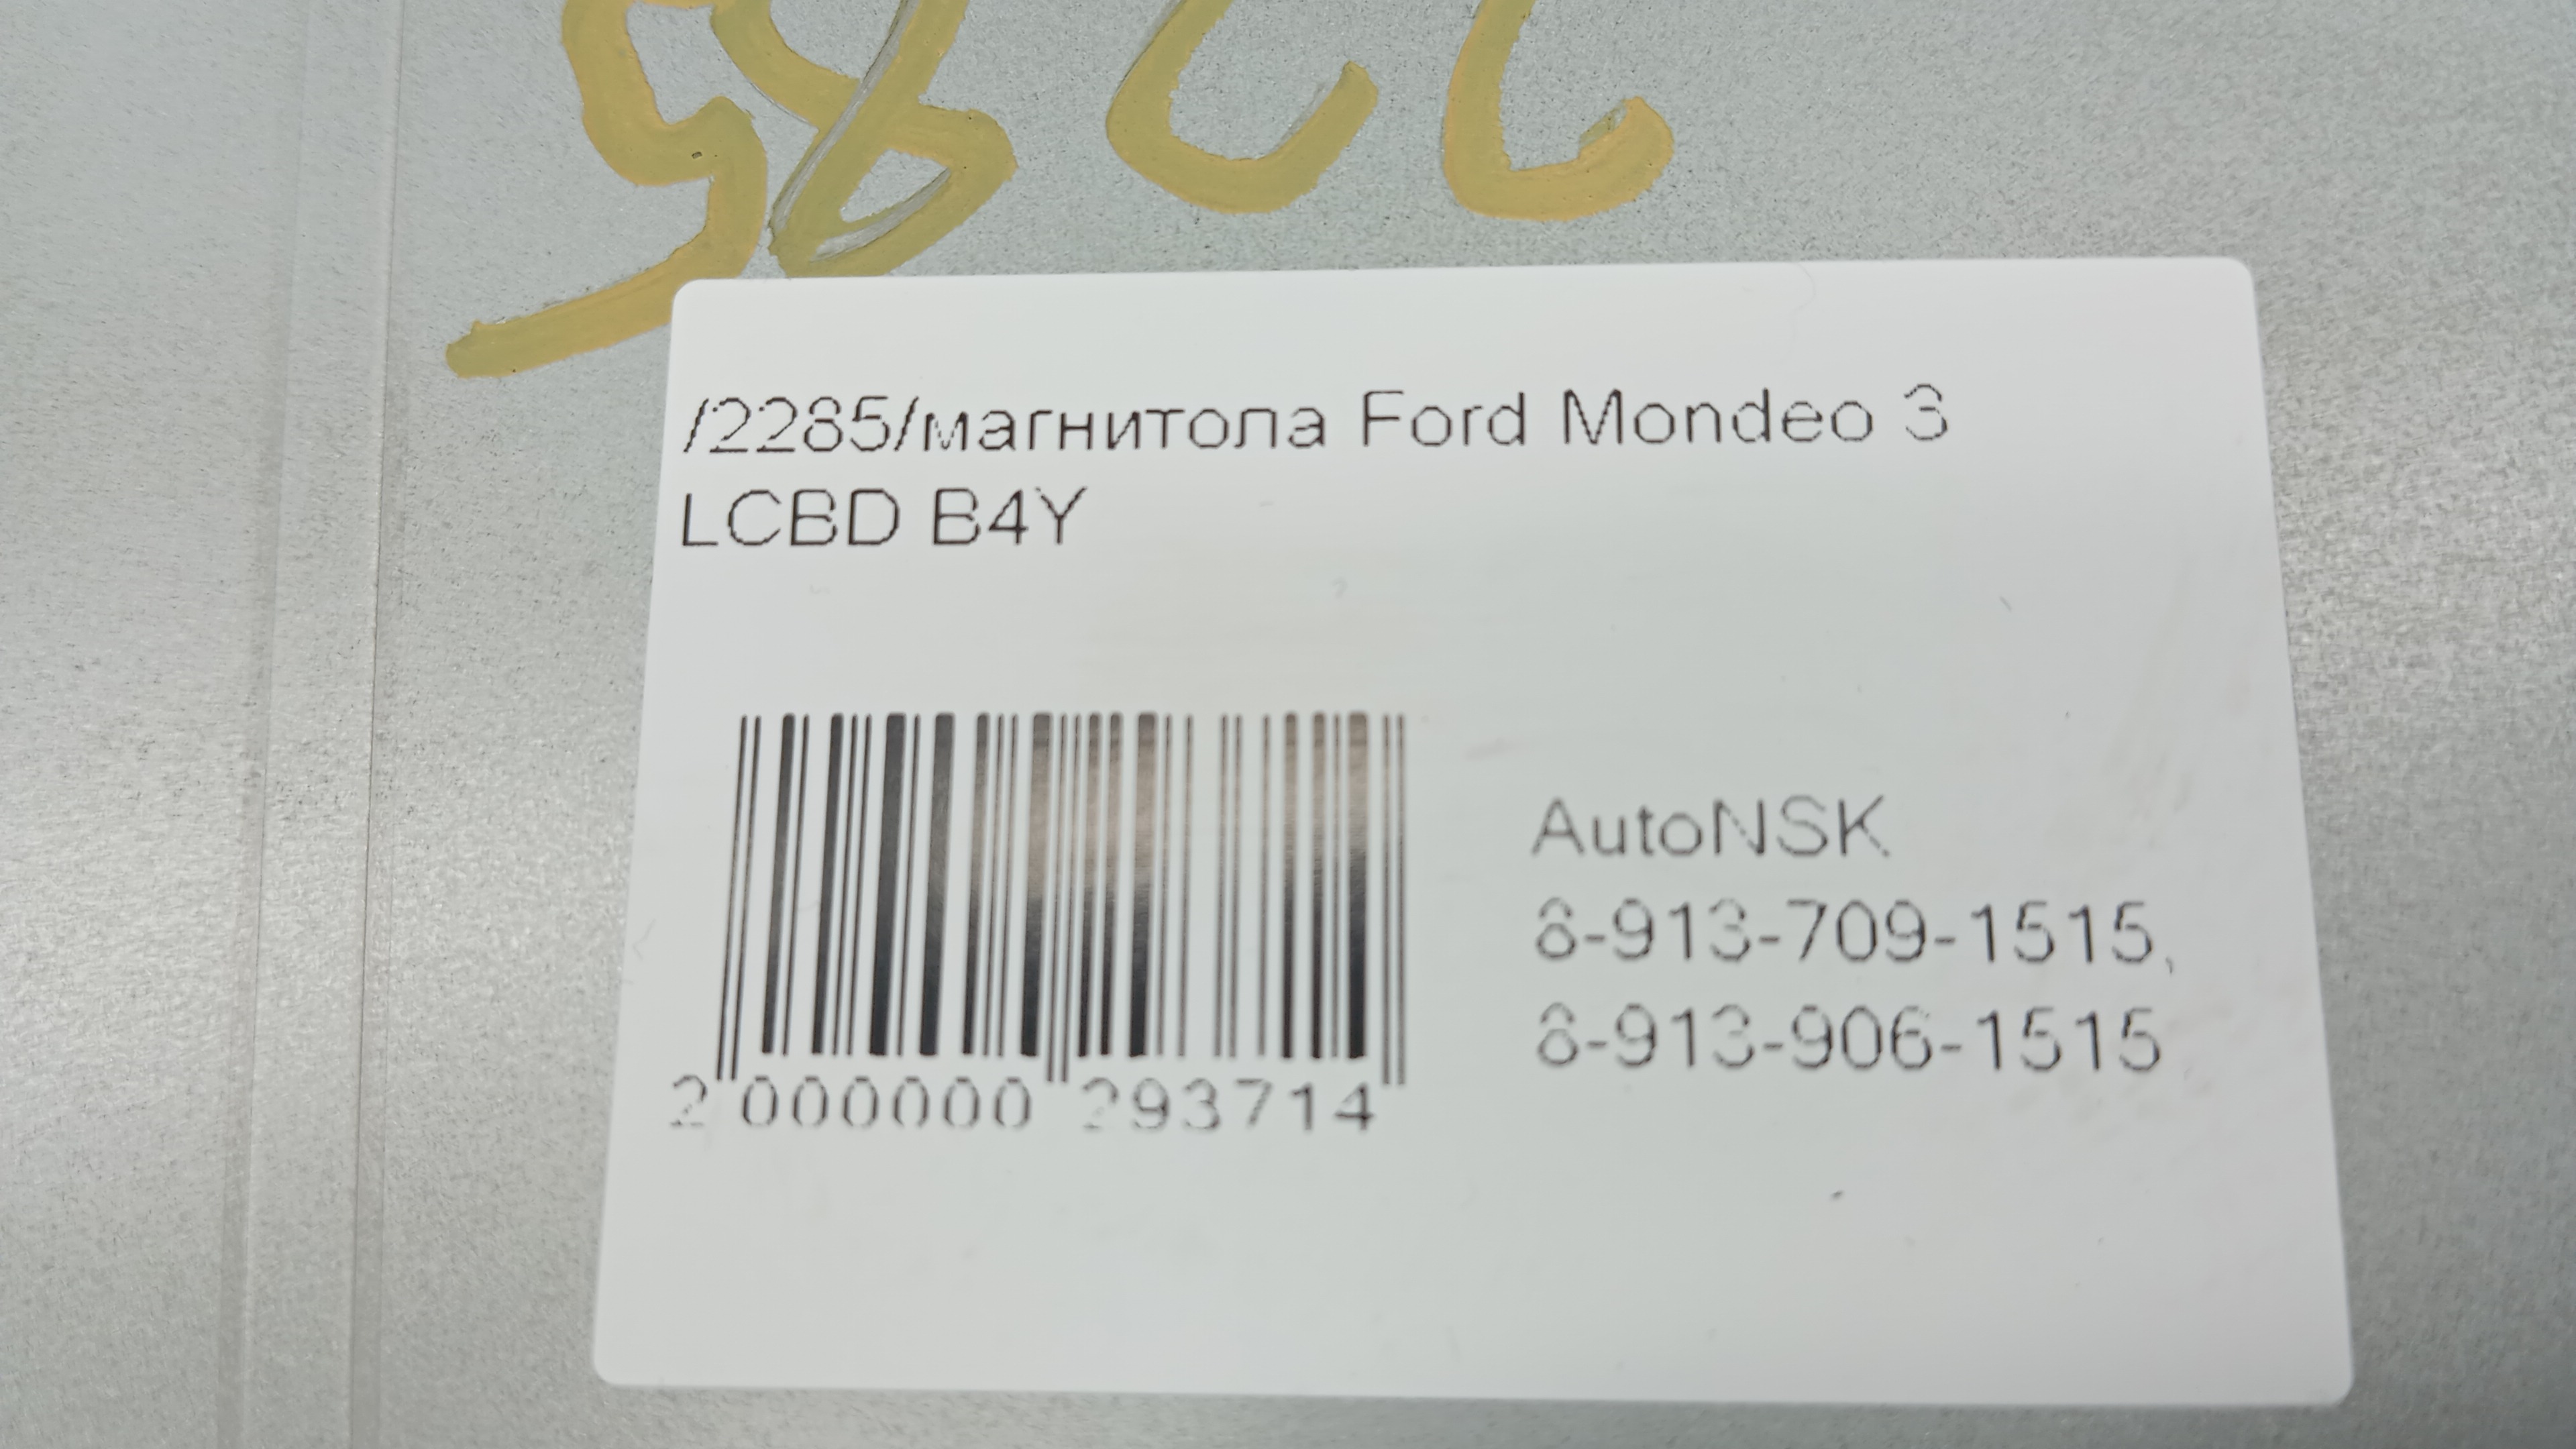 2285
/2285/магнитола Ford Mondeo 3
LCBD B4Y
AutoNSK
8-913-709-1515,
8-913-906-1515
2 000000 293714